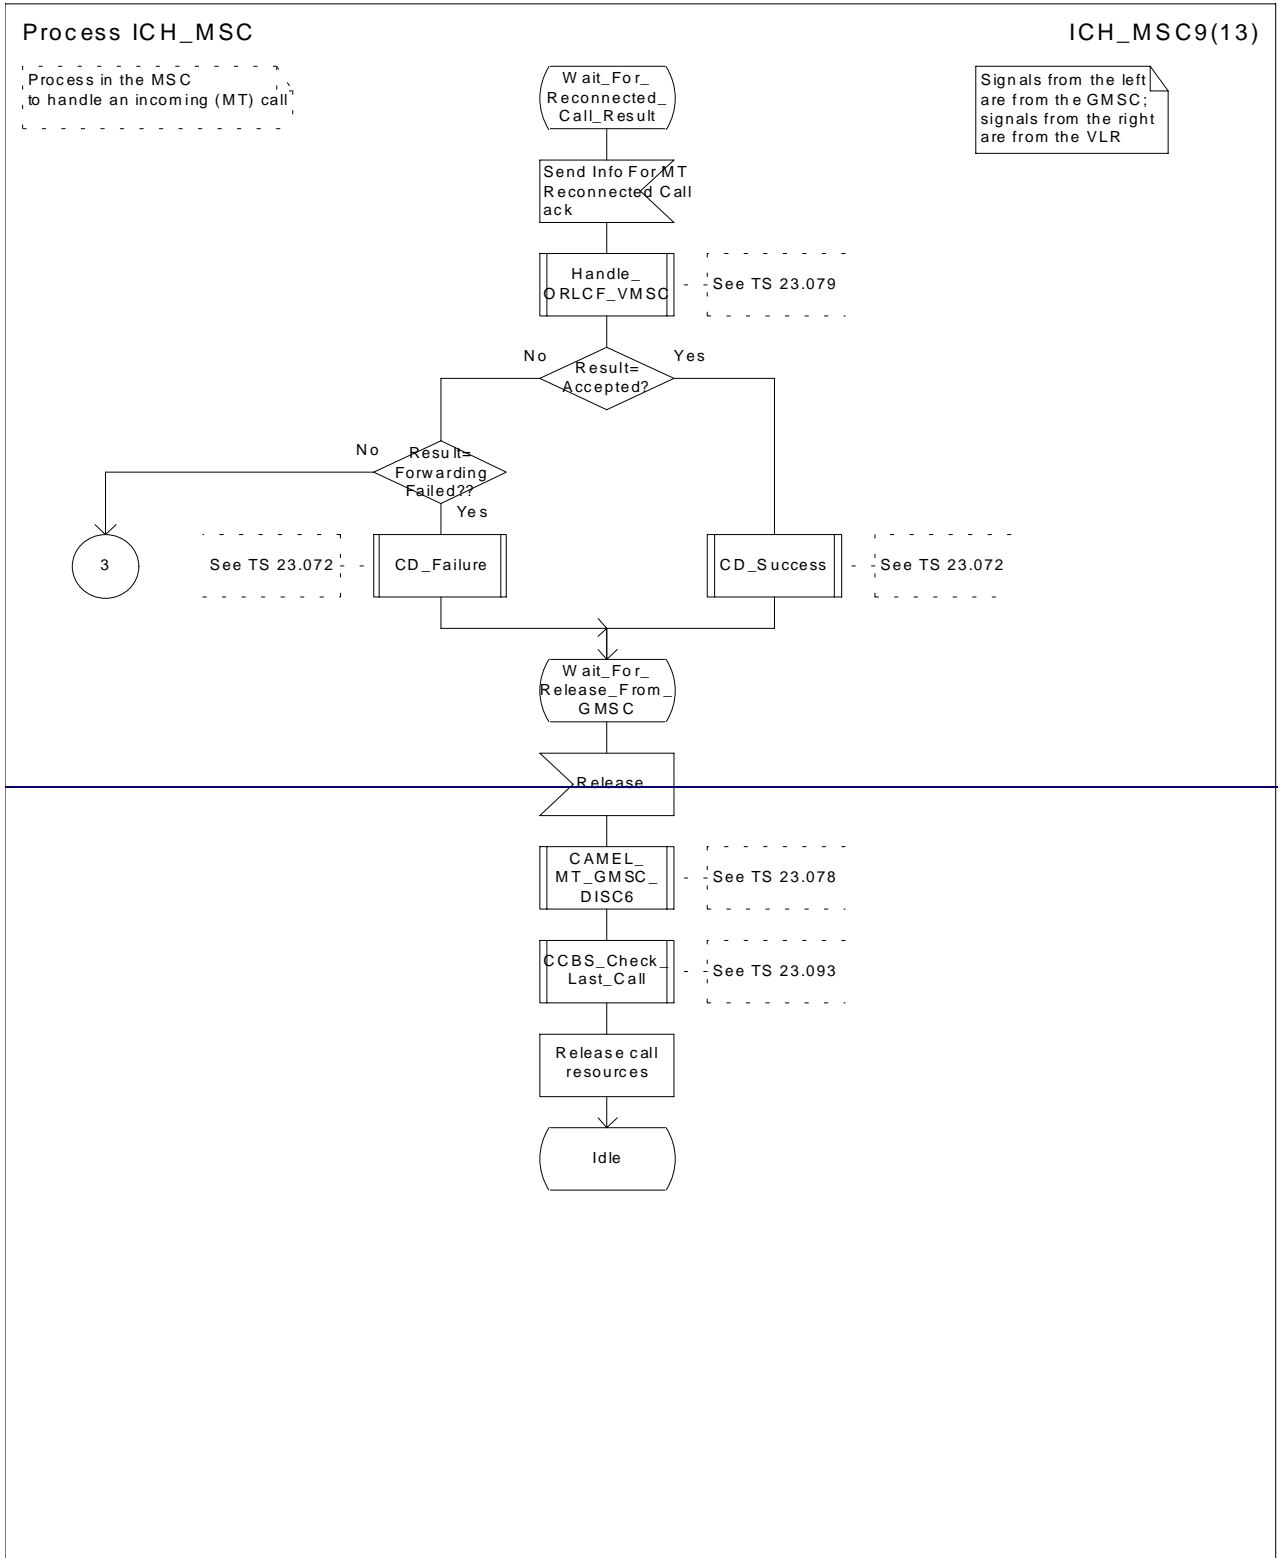 Process ICH_MSC
ICH_MSC9(13)
Process in the MSC
to handle an incoming (MT) call
Signals from the left
are from the GMSC;
signals from the right
are from the VLR
Wait_For_
Reconnected_
Call_Result
Send Info For MT
Reconnected Call
ack
Handle_
ORLCF_VMSC
See TS 23.079
No
Yes
Result=
Accepted?
No
Result=
Forwarding
Failed??
Yes
3
See TS 23.072
CD_Failure
CD_Success
See TS 23.072
Wait_For_
Release_From_
GMSC
Release
CAMEL_
MT_GMSC_
DISC6
See TS 23.078
CCBS_Check_
Last_Call
See TS 23.093
Release call
resources
Idle